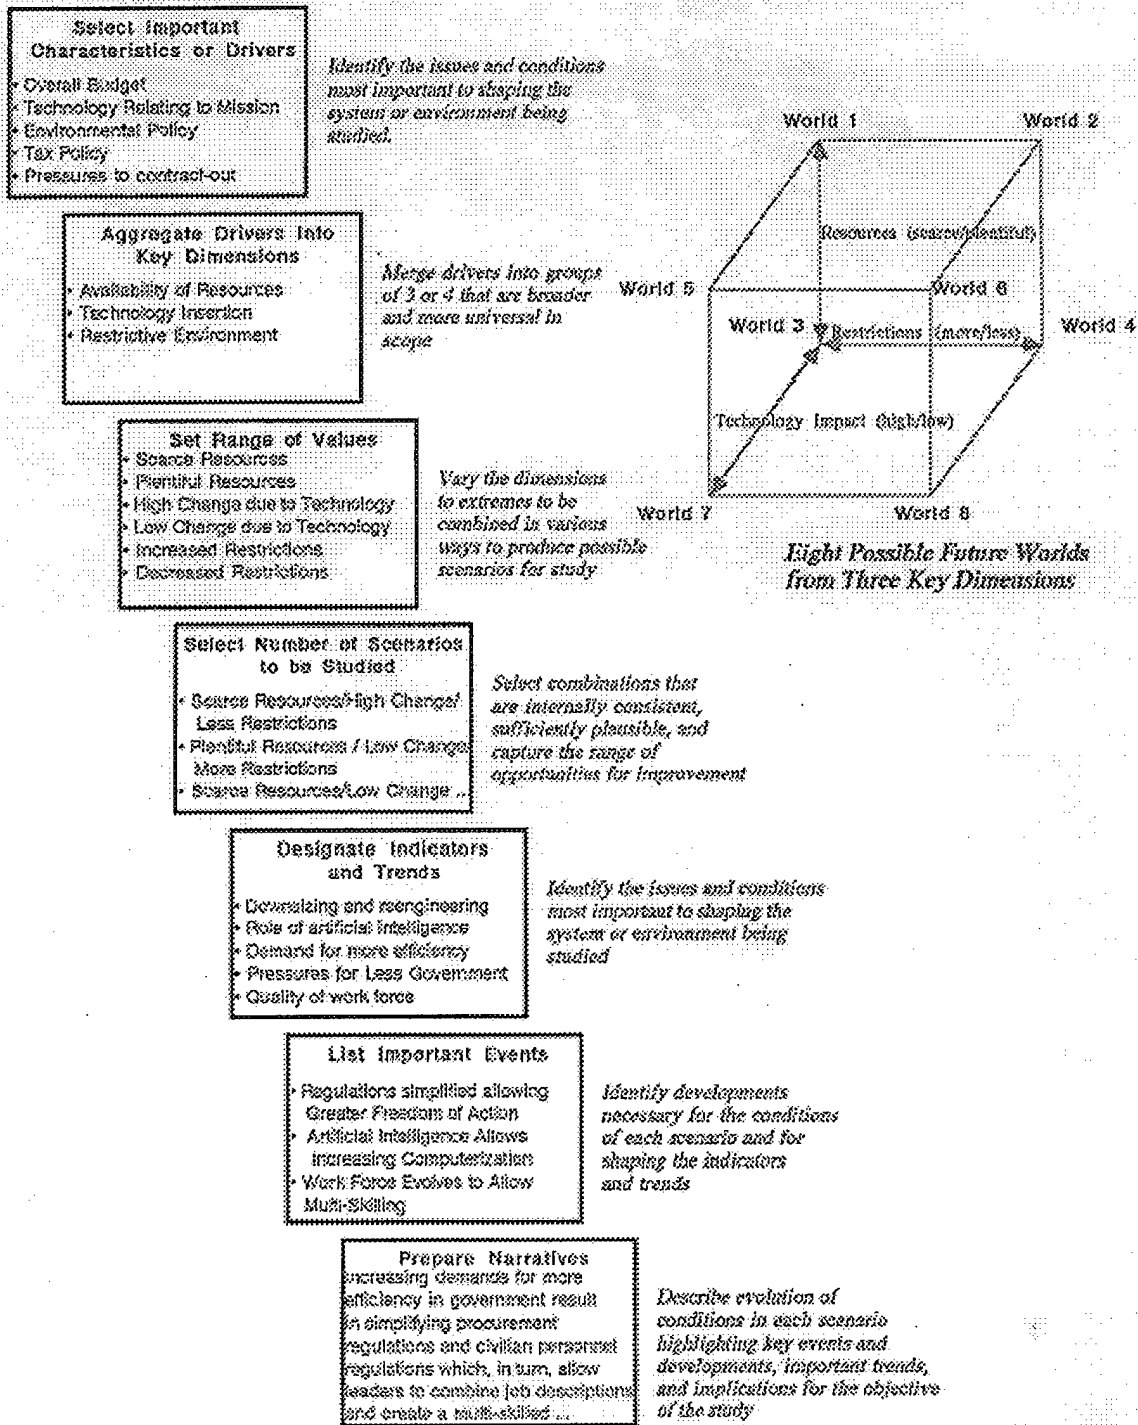 Select Important
Characteristics or Drivers
• Overall Budget
• Technology Relating to Mission
• Environmental Policy
• Tax Policy
• Pressures to contract-out
Identify the issues and conditions
most important to shaping the
system or environment being
studied.
Aggregate Drivers Into
Key Dimensions
• Availability of Resources
• Technology Insertion
• Restrictive Environment
Merge drivers into groups
of 3 or 4 that are broader
and more universal in
scope
World 1
World 2
Resources (scarce/plentiful)
World 5
World 6
World 3
Restrictions (more/less)
World 4
Technology Impact (high/low)
World 7
World 8
Eight Possible Future Worlds
from Three Key Dimensions
Set Range of Values
• Scarce Resources
• Plentiful Resources
• High Change due to Technology
• Low Change due to Technology
• Increased Restrictions
• Decreased Restrictions
Vary the dimensions
to extremes to be
combined in various
ways to produce possible
scenarios for study
Select Number of Scenarios
to be Studied
• Scarce Resources/High Change/
Less Restrictions
• Plentiful Resources / Low Change/
More Restrictions
• Scarce Resources/Low Change ...
Select combinations that
are internally consistent,
sufficiently plausible, and
capture the range of
opportunities for improvement
Designate Indicators
and Trends
• Downsizing and reengineering
• Role of artificial intelligence
• Demand for more efficiency
• Pressures for Less Government
• Quality of work force
Identify the issues and conditions
most important to shaping the
system or environment being
studied
List Important Events
• Regulations simplified allowing
Greater Freedom of Action
• Artificial Intelligence Allows
Increasing Computerization
• Work Force Evolves to Allow
Multi-Skilling
Identify developments
necessary for the conditions
of each scenario and for
shaping the indicators
and trends
Prepare Narratives
Increasing demands for more
efficiency in government result
in simplifying procurement
regulations and civilian personnel
regulations which, in turn, allow
leaders to combine job descriptions
and create a multi-skilled ...
Describe evolution of
conditions in each scenario
highlighting key events and
developments, important trends,
and implications for the objective
of the study